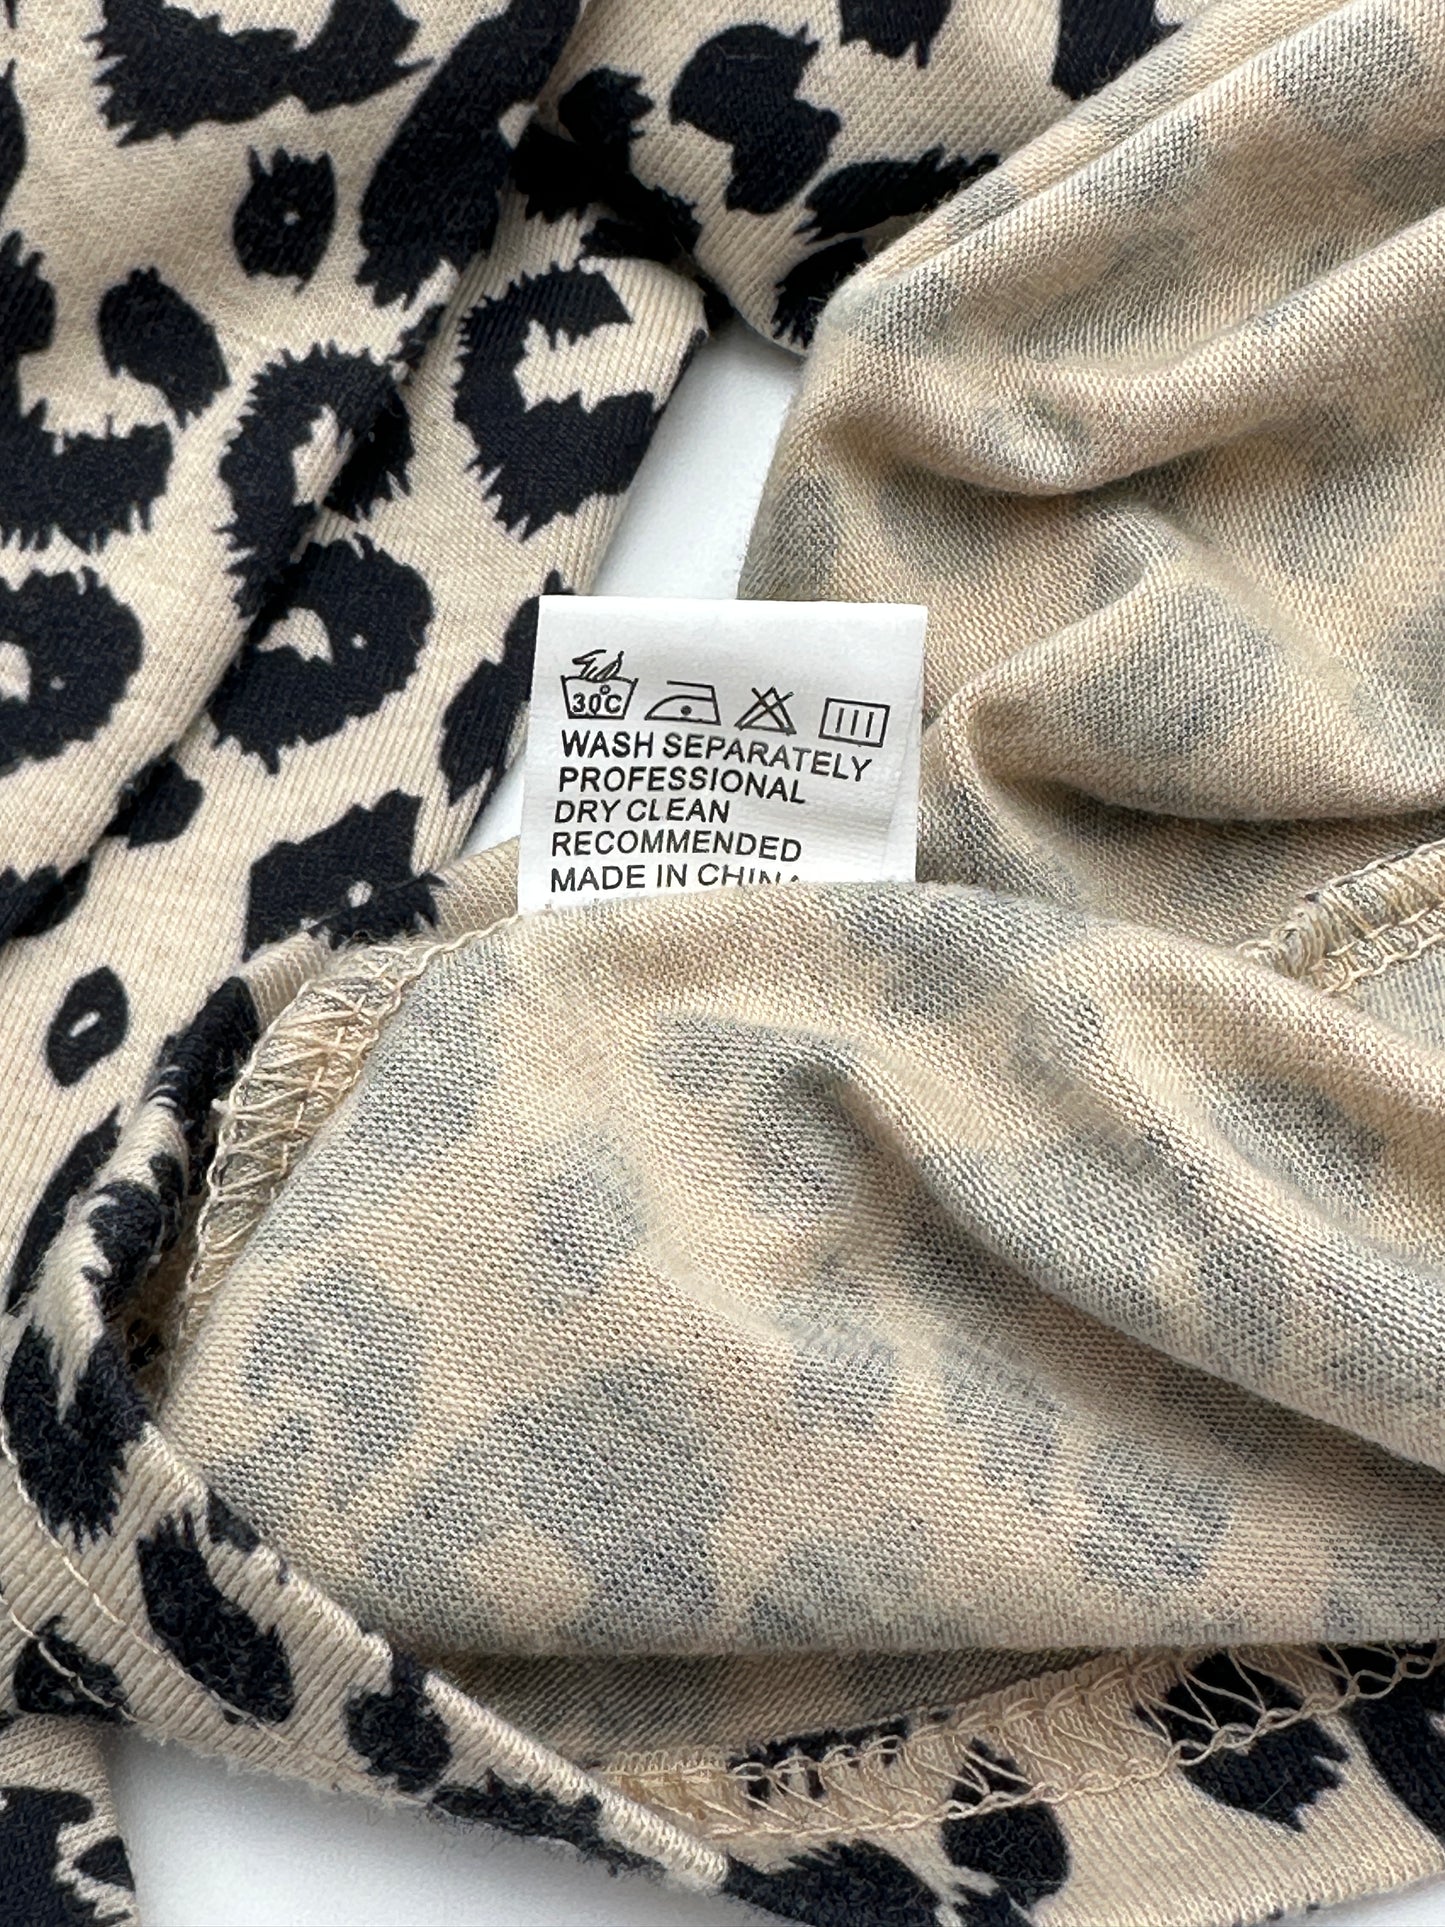 30°C
WASH SEPARATELY
PROFESSIONAL
DRY CLEAN
RECOMMENDED
MADE IN CHINA